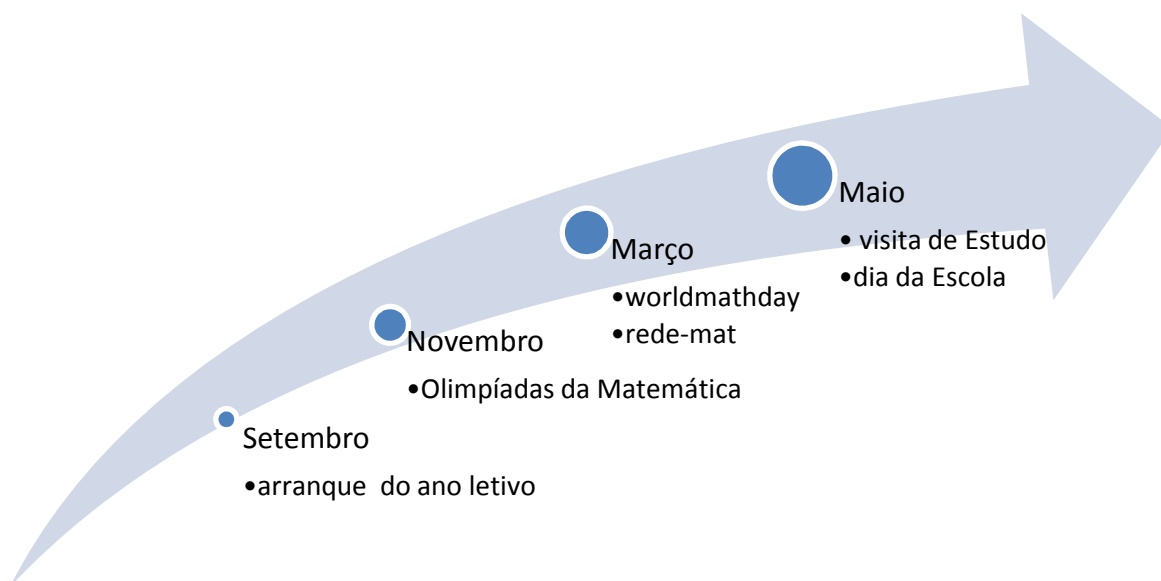 Setembro
•arranque  do ano letivo
Novembro
•Olimpíadas da Matemática
Março
•worldmathday
•rede-mat
Maio
• visita de Estudo
•dia da Escola